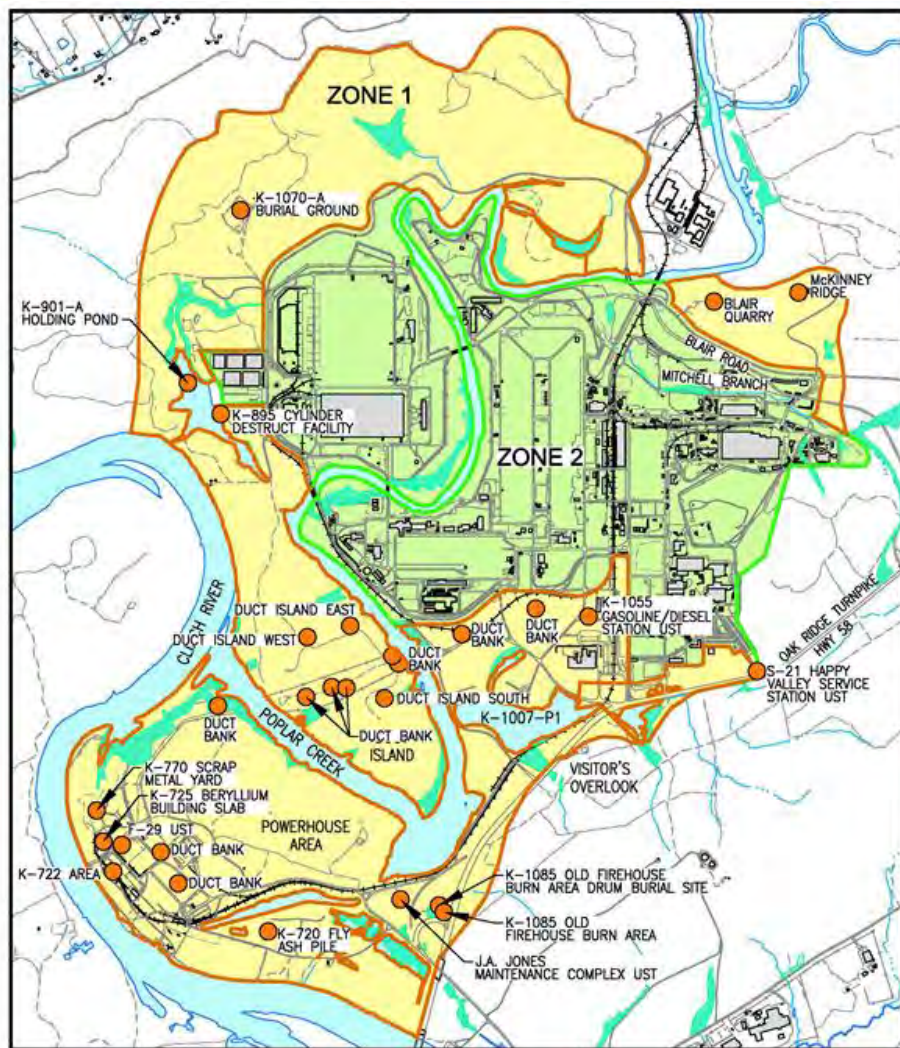 ZONE 1
K-1070-A
BURIAL GROUND
McKINNEY
RIDGE
BLAIR
QUARRY
K-901-A
HOLDING POND
BLAIR ROAD
MITCHELL BRANCH
K-895 CYLINDER
DESTRUCT FACILITY
ZONE 2
CLICH RIVER
DUCT ISLAND EAST
DUCT ISLAND WEST
DUCT
BANK
DUCT
BANK
DUCT
BANK
K-1055
GASOLINE/DIESEL
STATION UST
OAK RIDGE TURNPIKE
HWY 58
S-21 HAPPY
VALLEY SERVICE
STATION UST
DUCT ISLAND SOUTH
K-1007-P1
DUCT
BANK
POPLAR CREEK
DUCT BANK
ISLAND
VISITOR'S
OVERLOOK
K-770 SCRAP
METAL YARD
K-725 BERYLLIUM
BUILDING SLAB
F-29 UST
POWERHOUSE
AREA
DUCT BANK
K-722 AREA
DUCT BANK
K-1085 OLD FIREHOUSE
BURN AREA DRUM BURIAL SITE
K-1085 OLD
FIREHOUSE BURN AREA
K-720 FLY
ASH PILE
J.A. JONES
MAINTENANCE COMPLEX UST